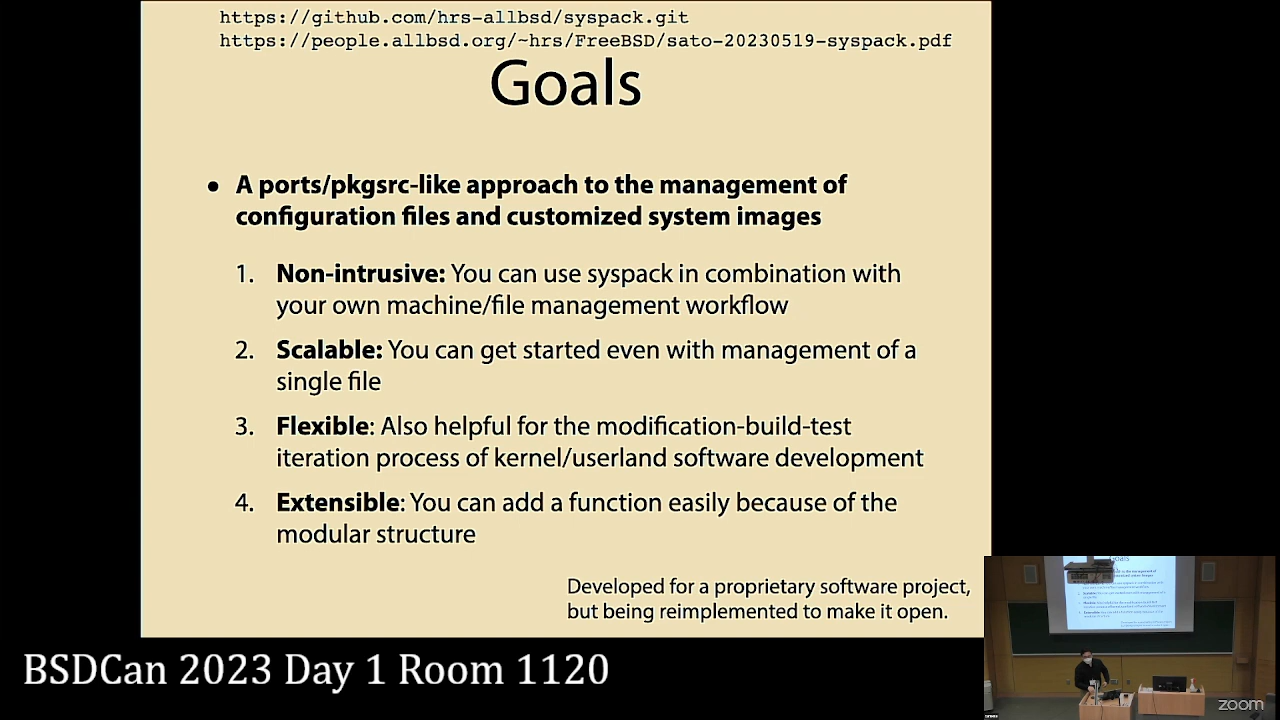 https://github.com/hrs-allbsd/syspack.git
https://people.allbsd.org/~hrs/FreeBSD/sato-20230519-syspack.pdf
Goals
• A ports/pkgsrc-like approach to the management of
configuration files and customized system images
1. Non-intrusive: You can use syspack in combination with
your own machine/file management workflow
2. Scalable: You can get started even with management of a
single file
3. Flexible: Also helpful for the modification-build-test
iteration process of kernel/userland software development
4. Extensible: You can add a function easily because of the
modular structure
Developed for a proprietary software project,
but being reimplemented to make it open.
Goals
BSDCan 2023 Day 1 Room 1120
zoom